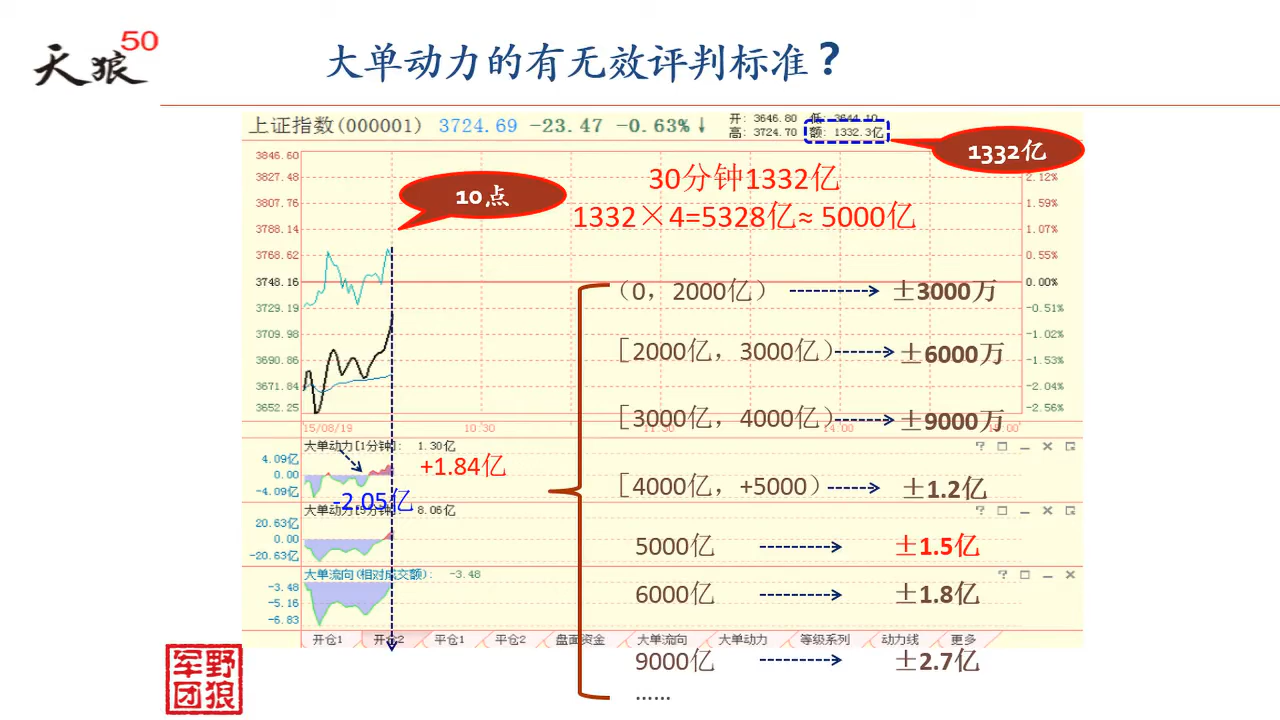 天狼50
大单动力的有无效评判标准？
上证指数(000001) 3724.69 -23.47 -0.63%↓
开: 3646.80 低: 3644.10
高: 3724.70 额: 1332.3亿
1332亿
10点
30分钟1332亿
1332×4=5328亿≈ 5000亿
3846.60
3827.48 2.12%
3807.76 1.59%
3788.14 1.07%
3768.62 0.55%
3748.16 0.00%
3729.19 -0.51%
3709.98 -1.02%
3690.86 -1.53%
3671.84 -2.04%
3652.25 -2.56%
15/08/19 10:30 11:30 14:00 15:00
（0，2000亿） ±3000万
［2000亿，3000亿） ±6000万
［3000亿，4000亿） ±9000万
［4000亿，+5000） ±1.2亿
5000亿 ±1.5亿
6000亿 ±1.8亿
9000亿 ±2.7亿
……
大单动力[1分钟]: 1.30亿
4.09亿
0.00
-4.09亿
+1.84亿
-2.05亿
大单动力[5分钟]: 8.06亿
20.63亿
0.00
-20.63亿
大单流向(相对成交额): -3.48
-3.48
-5.16
-6.83
开仓1 开仓2 平仓1 平仓2 盘面资金 大单流向 大单动力 等级系列 动力线 更多
军野
团狼